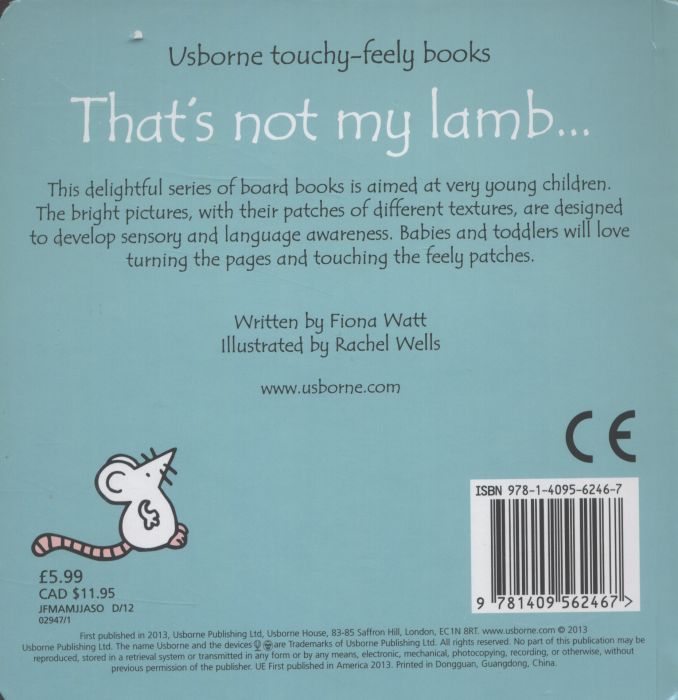 Usborne touchy-feely books
That's not my lamb...
This delightful series of board books is aimed at very young children.
The bright pictures, with their patches of different textures, are designed
to develop sensory and language awareness. Babies and toddlers will love
turning the pages and touching the feely patches.
Written by Fiona Watt
Illustrated by Rachel Wells
www.usborne.com
CE
ISBN 978-1-4095-6246-7
9 781409 562467 >
£5.99
CAD $11.95
JFMAMJJASO D/12
02947/1
First published in 2013, Usborne Publishing Ltd, Usborne House, 83-85 Saffron Hill, London, EC1N 8RT. www.usborne.com © 2013
Usborne Publishing Ltd. The name Usborne and the devices are Trademarks of Usborne Publishing Ltd. All rights reserved. No part of this publication may be
reproduced, stored in a retrieval system or transmitted in any form or by any means, electronic, mechanical, photocopying, recording, or otherwise, without
previous permission of the publisher. UE First published in America 2013. Printed in Dongguan, Guangdong, China.